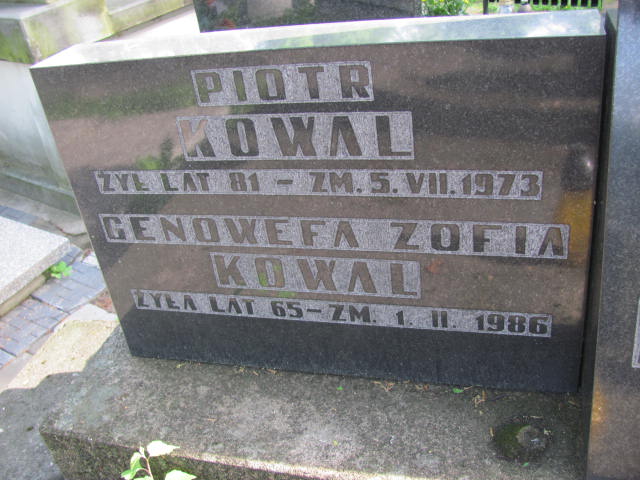 PIOTR
KOWAL
ŻYŁ LAT 81 - ZM. 5. VII. 1973
GENOWEFA ZOFIA
KOWAL
ŻYŁA LAT 65 - ZM. 1. II. 1986